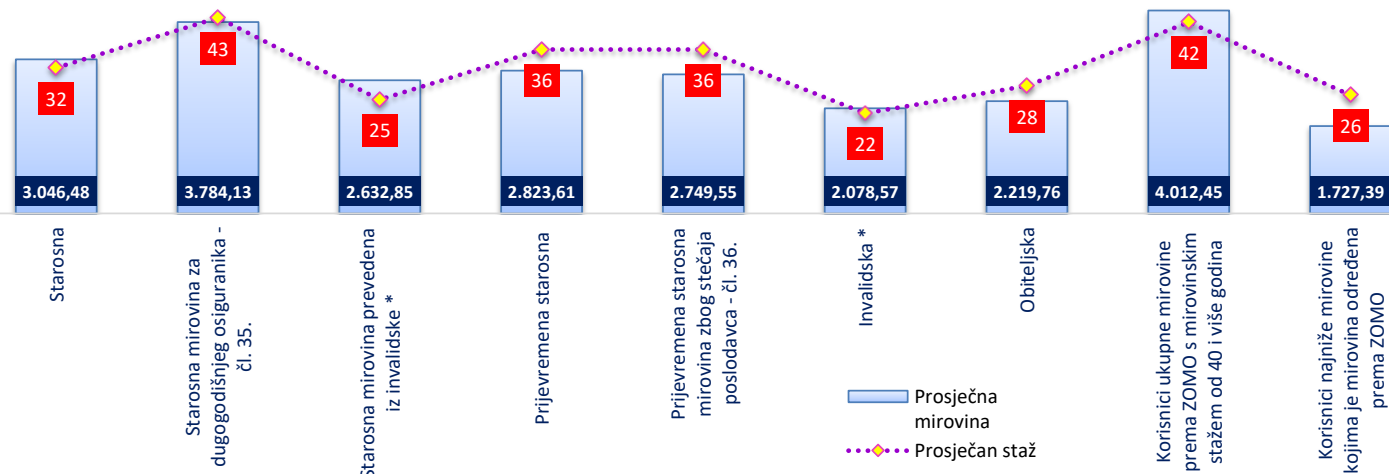 43
42
36
36
32
28
26
25
22
3.046,48
3.784,13
2.632,85
2.823,61
2.749,55
2.078,57
2.219,76
4.012,45
1.727,39
Starosna
Starosna mirovina za
dugogodišnjeg osiguranika -
čl. 35.
Starosna mirovina prevedena
iz invalidske *
Prijevremena starosna
Prijevremena starosna
mirovina zbog stečaja
poslodavca - čl. 36.
Invalidska *
Obiteljska
Korisnici ukupne mirovine
prema ZOMO s mirovinskim
stažem od 40 i više godina
Korisnici najniže mirovine
kojima je mirovina određena
prema ZOMO
Prosječna
mirovina
Prosječan staž